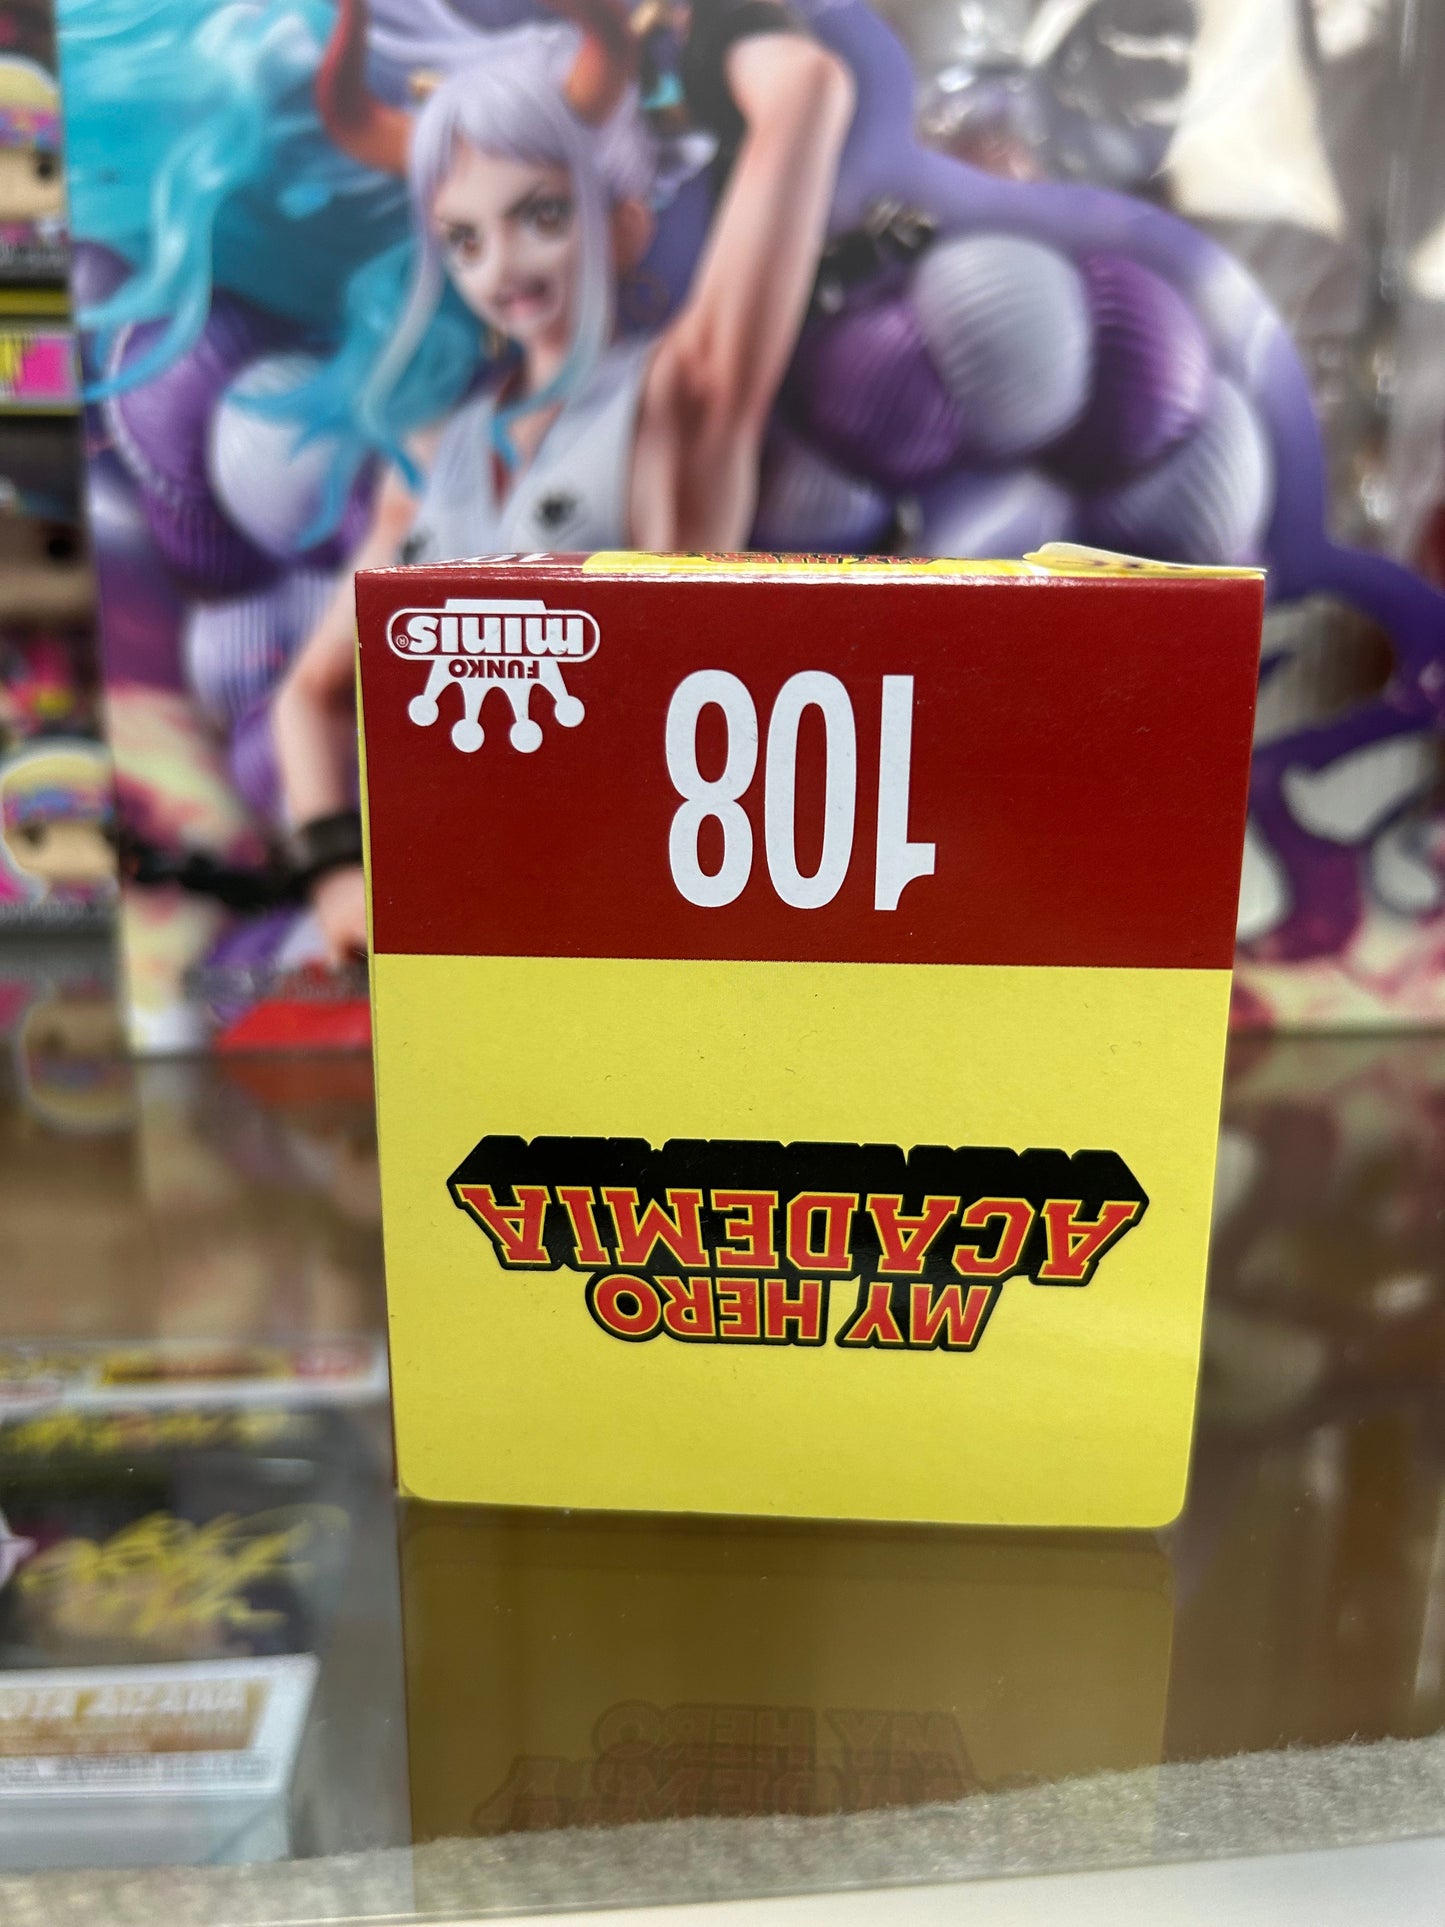 FUNKO
minis®
108
MY HERO
ACADEMIA